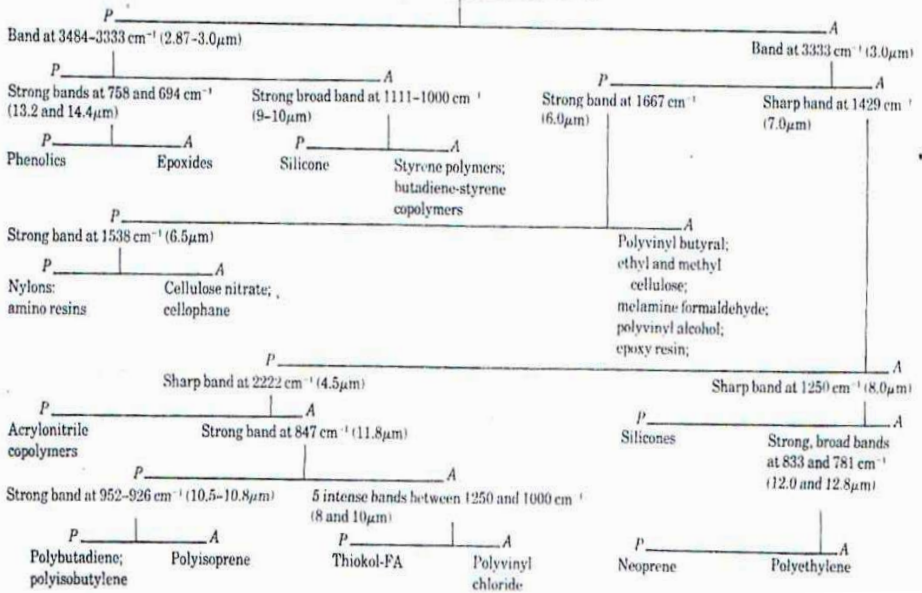 P A
Band at 3484-3333 cm⁻¹ (2.87-3.0μm) Band at 3333 cm⁻¹ (3.0μm)
P A P A
Strong bands at 758 and 694 cm⁻¹ Strong broad band at 1111-1000 cm⁻¹ Strong band at 1667 cm⁻¹ Sharp band at 1429 cm⁻¹
(13.2 and 14.4μm) (9-10μm) (6.0μm) (7.0μm)
P A P A
Phenolics Epoxides Silicone Styrene polymers;
butadiene-styrene
copolymers
P A
Strong band at 1538 cm⁻¹ (6.5μm) Polyvinyl butyral;
P A ethyl and methyl
Nylons: Cellulose nitrate; cellulose;
amino resins cellophane melamine formaldehyde;
polyvinyl alcohol;
epoxy resin;
P A
Sharp band at 2222 cm⁻¹ (4.5μm) Sharp band at 1250 cm⁻¹ (8.0μm)
P A P A
Acrylonitrile Strong band at 847 cm⁻¹ (11.8μm) Silicones Strong, broad bands
copolymers at 833 and 781 cm⁻¹
P A (12.0 and 12.8μm)
Strong band at 952-926 cm⁻¹ (10.5-10.8μm) 5 intense bands between 1250 and 1000 cm⁻¹
(8 and 10μm)
P A P A P A
Polybutadiene; Polyisoprene Thiokol-FA Polyvinyl Neoprene Polyethylene
polyisobutylene chloride